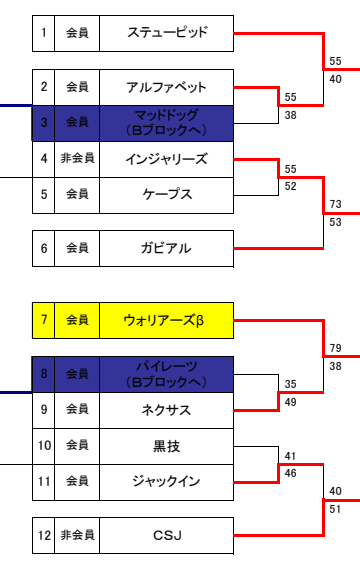 1 会員 ステューピッド
55
40
2 会員 アルファベット
55
38
3 会員 マッドドッグ
(Bブロックへ)
4 非会員 インジャリーズ
55
52
5 会員 ケープス
73
53
6 会員 ガビアル
7 会員 ウォリアーズβ
79
38
8 会員 パイレーツ
(Bブロックへ)
35
49
9 会員 ネクサス
10 会員 黒技
41
46
11 会員 ジャックイン
40
51
12 非会員 CSJ